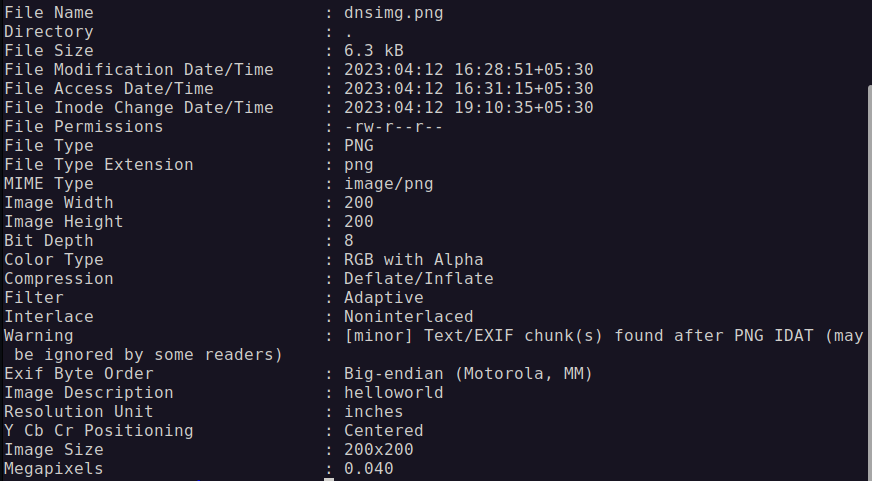 File Name : dnsimg.png
Directory : .
File Size : 6.3 kB
File Modification Date/Time : 2023:04:12 16:28:51+05:30
File Access Date/Time : 2023:04:12 16:31:15+05:30
File Inode Change Date/Time : 2023:04:12 19:10:35+05:30
File Permissions : -rw-r--r--
File Type : PNG
File Type Extension : png
MIME Type : image/png
Image Width : 200
Image Height : 200
Bit Depth : 8
Color Type : RGB with Alpha
Compression : Deflate/Inflate
Filter : Adaptive
Interlace : Noninterlaced
Warning : [minor] Text/EXIF chunk(s) found after PNG IDAT (may
be ignored by some readers)
Exif Byte Order : Big-endian (Motorola, MM)
Image Description : helloworld
Resolution Unit : inches
Y Cb Cr Positioning : Centered
Image Size : 200x200
Megapixels : 0.040